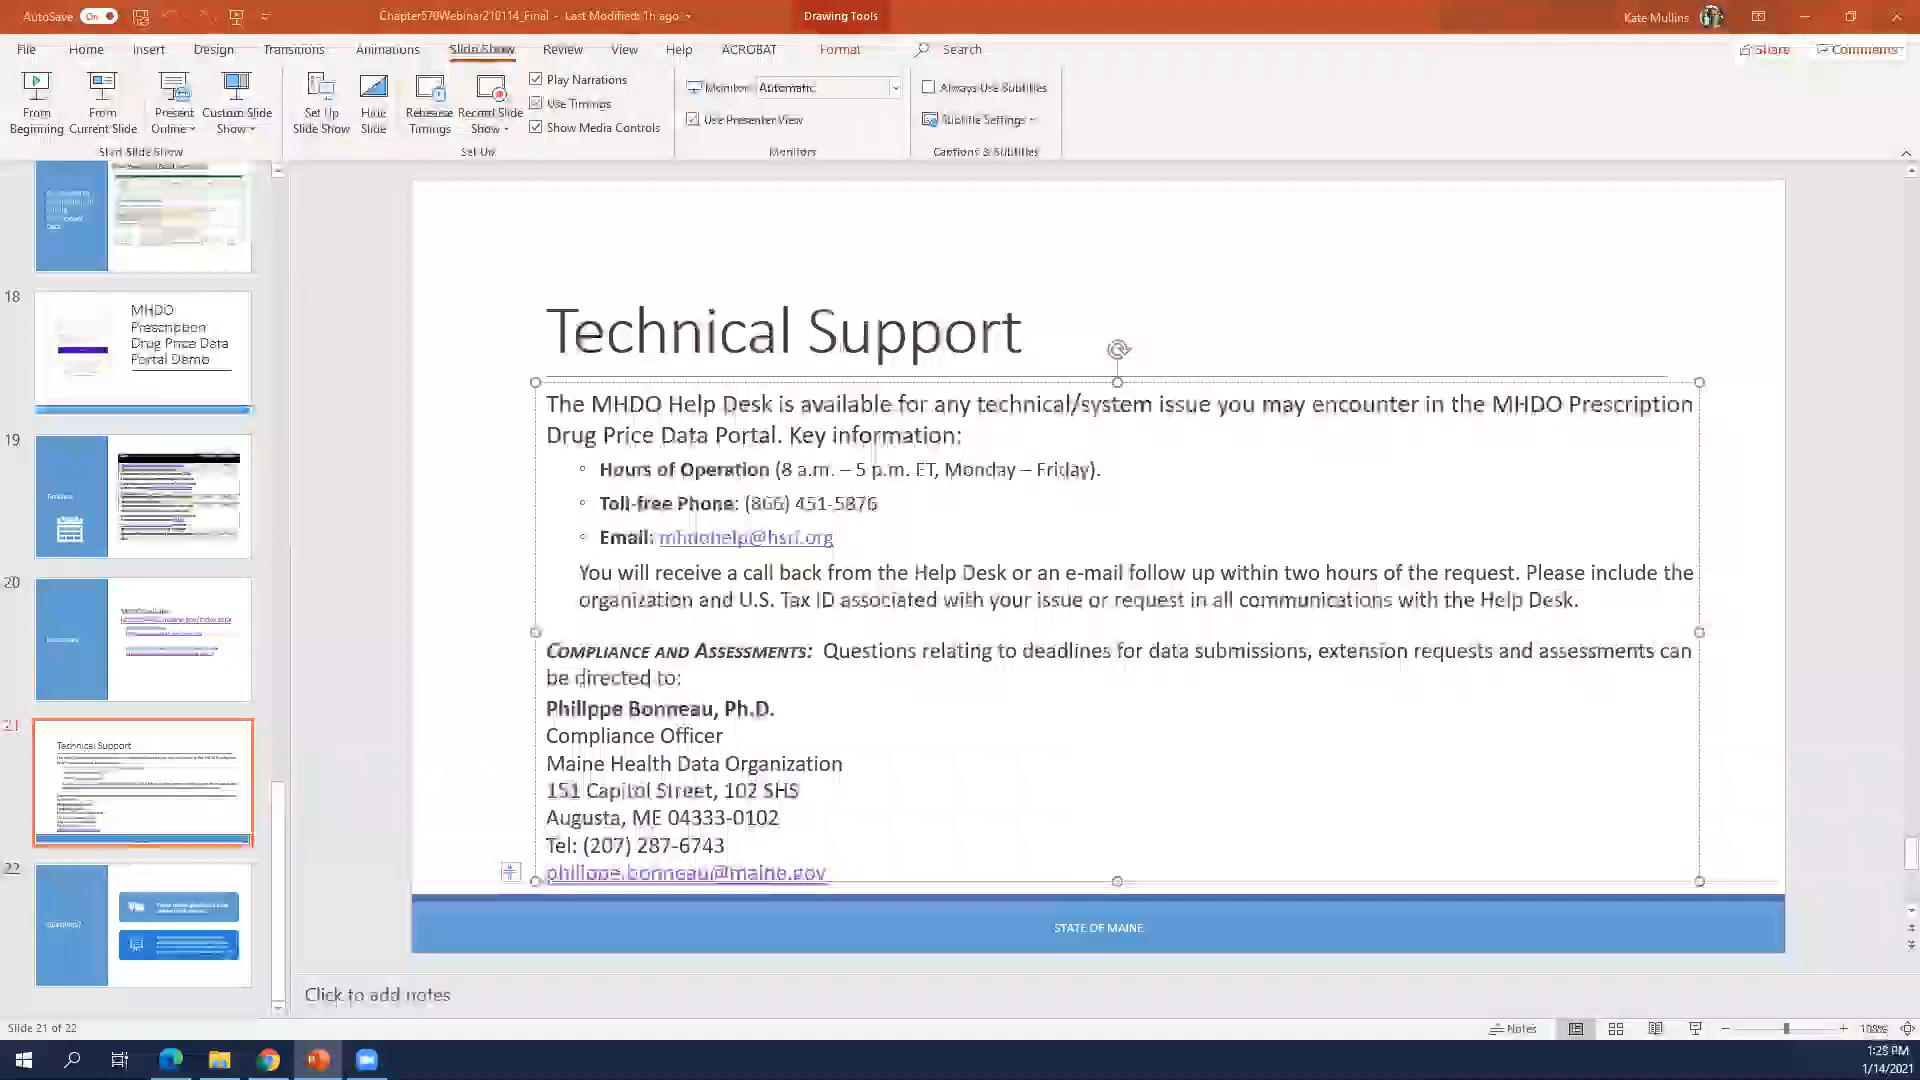 AutoSave On
Chapter570Webinar210114_Final - Last Modified: 1h ago
Drawing Tools
Kate Mullins
File Home Insert Design Transitions Animations Slide Show Review View Help ACROBAT Format Search
Share Comments
From Beginning
From Current Slide
Present Online
Custom Slide Show
Start Slide Show
Set Up Slide Show
Hide Slide
Rehearse Timings
Record Slide Show
Play Narrations
Use Timings
Show Media Controls
Set Up
Monitor: Automatic
Use Presenter View
Monitors
Always Use Subtitles
Subtitle Settings
Captions & Subtitles
18
MHDO
Prescription
Drug Price Data
Portal Demo
19
Timeline
20
Resources
21
Technical Support
22
Questions?
Technical Support
The MHDO Help Desk is available for any technical/system issue you may encounter in the MHDO Prescription
Drug Price Data Portal. Key information:
Hours of Operation (8 a.m. – 5 p.m. ET, Monday – Friday).
Toll-free Phone: (866) 451-5876
Email: mhdohelp@hsri.org
You will receive a call back from the Help Desk or an e-mail follow up within two hours of the request. Please include the
organization and U.S. Tax ID associated with your issue or request in all communications with the Help Desk.
COMPLIANCE AND ASSESSMENTS: Questions relating to deadlines for data submissions, extension requests and assessments can
be directed to:
Philippe Bonneau, Ph.D.
Compliance Officer
Maine Health Data Organization
151 Capitol Street, 102 SHS
Augusta, ME 04333-0102
Tel: (207) 287-6743
philippe.bonneau@maine.gov
STATE OF MAINE
Click to add notes
Slide 21 of 22
Notes
108%
1:25 PM
1/14/2021